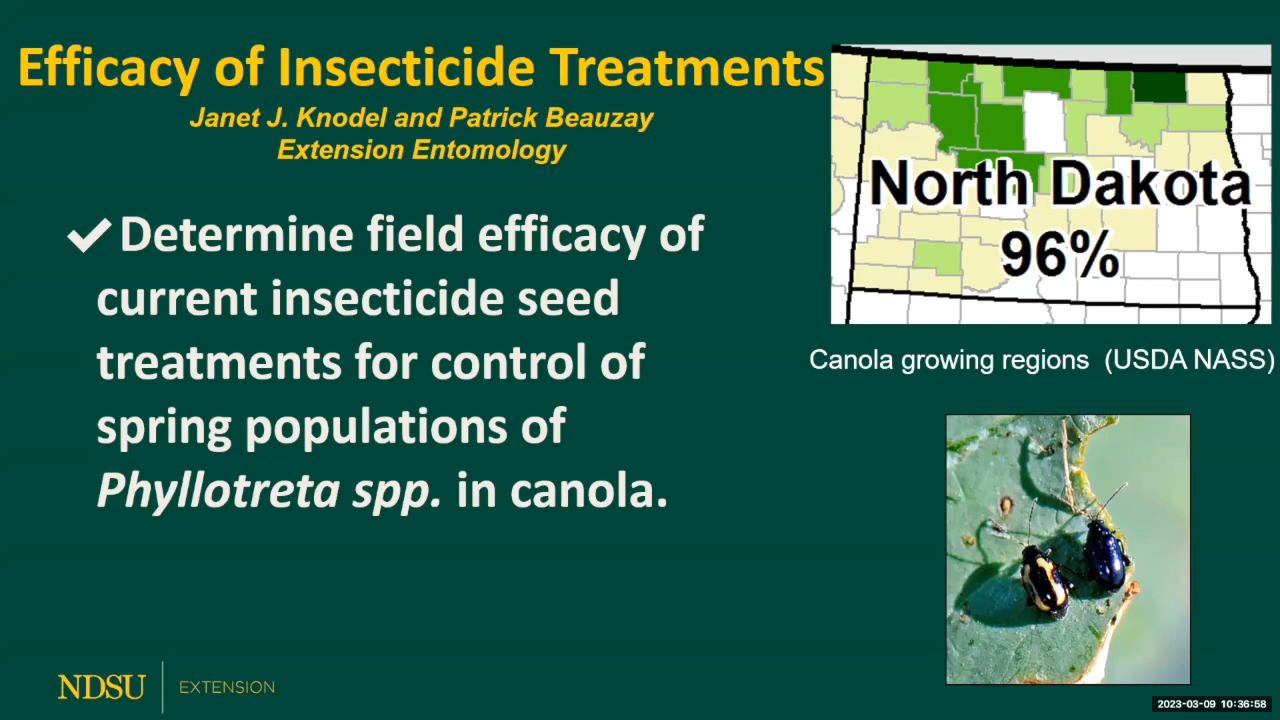 Efficacy of Insecticide Treatments
Janet J. Knodel and Patrick Beauzay
Extension Entomology
✔Determine field efficacy of
current insecticide seed
treatments for control of
spring populations of
Phyllotreta spp. in canola.
North Dakota
96%
Canola growing regions (USDA NASS)
NDSU EXTENSION
2023-03-09 10:36:58